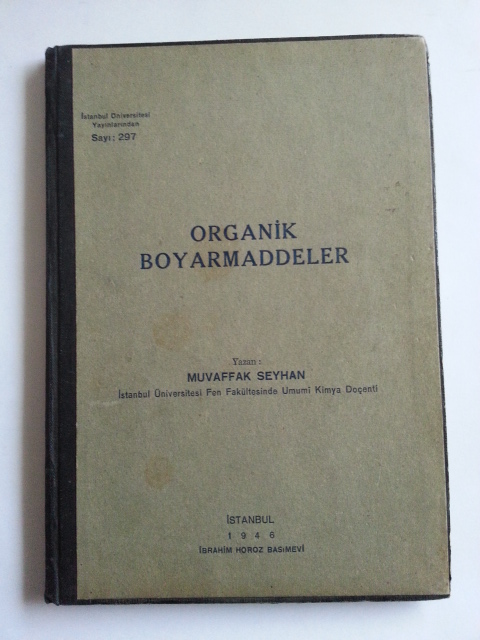 İstanbul Üniversitesi
Yayınlarından
Sayı: 297
ORGANİK
BOYARMADDELER
Yazan:
MUVAFFAK SEYHAN
İstanbul Üniversitesi Fen Fakültesinde Umumî Kimya Doçenti
İSTANBUL
1946
İBRAHİM HOROZ BASIMEVİ